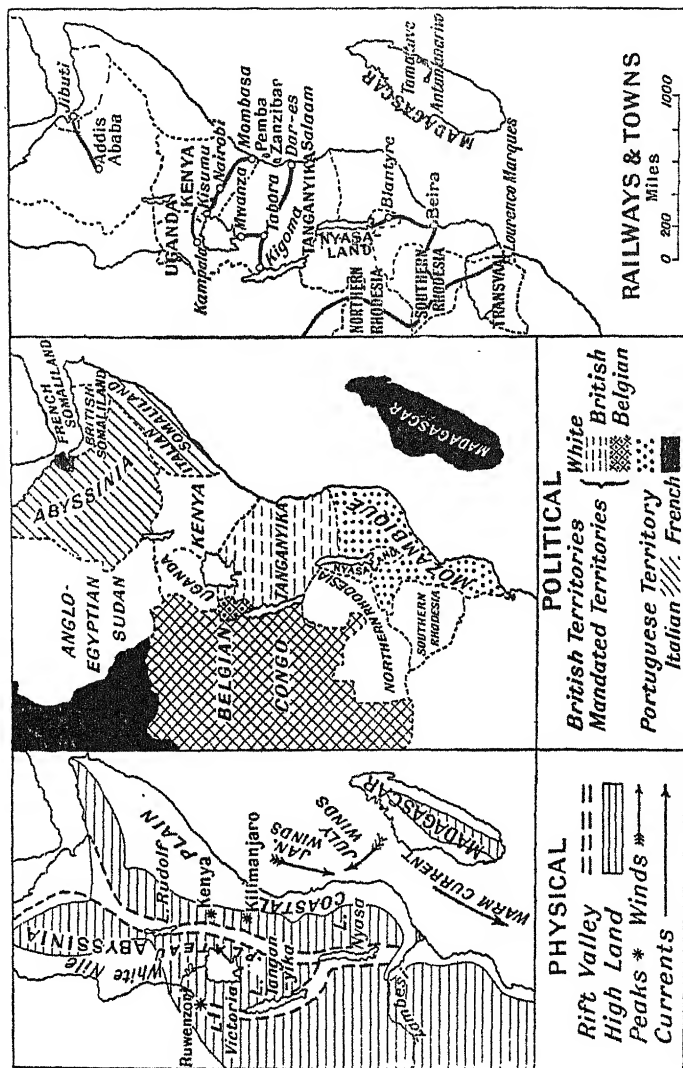 PHYSICAL
Rift Valley
High Land
Peaks
Winds
Currents
ABYSSINIA
White Nile
L. Rudolf
PLAIN
COASTAL
Ruwenzori
Kenya
Kilimanjaro
L.
Victoria
L.
Tangan-
yika
L.
Nyasa
Zambesi
JAN.
WINDS
JULY
WINDS
MADAGASCAR
WARM CURRENT
POLITICAL
British Territories White
Mandated Territories { British
Belgian
Portuguese Territory
Italian French
ANGLO-
EGYPTIAN
SUDAN
ABYSSINIA
FRENCH
SOMALILAND
BRITISH
SOMALILAND
ITALIAN
SOMALILAND
UGANDA
KENYA
BELGIAN
CONGO
TANGANYIKA
NYASALAND
NORTHERN RHODESIA
SOUTHERN
RHODESIA
MOZAMBIQUE
MADAGASCAR
RAILWAYS & TOWNS
Miles
0 200 1000
Jibuti
Addis
Ababa
UGANDA
KENYA
Kampala
Kisumu
Nairobi
Mombasa
Pemba
Zanzibar
Dar-es
Salaam
Mwanza
Tabora
Kigoma
TANGANYIKA
NYASA-
LAND
Blantyre
NORTHERN
RHODESIA
SOUTHERN
RHODESIA
Beira
TRANSVAAL
Lourenco Marques
MADAGASCAR
Tamatave
Antananarivo